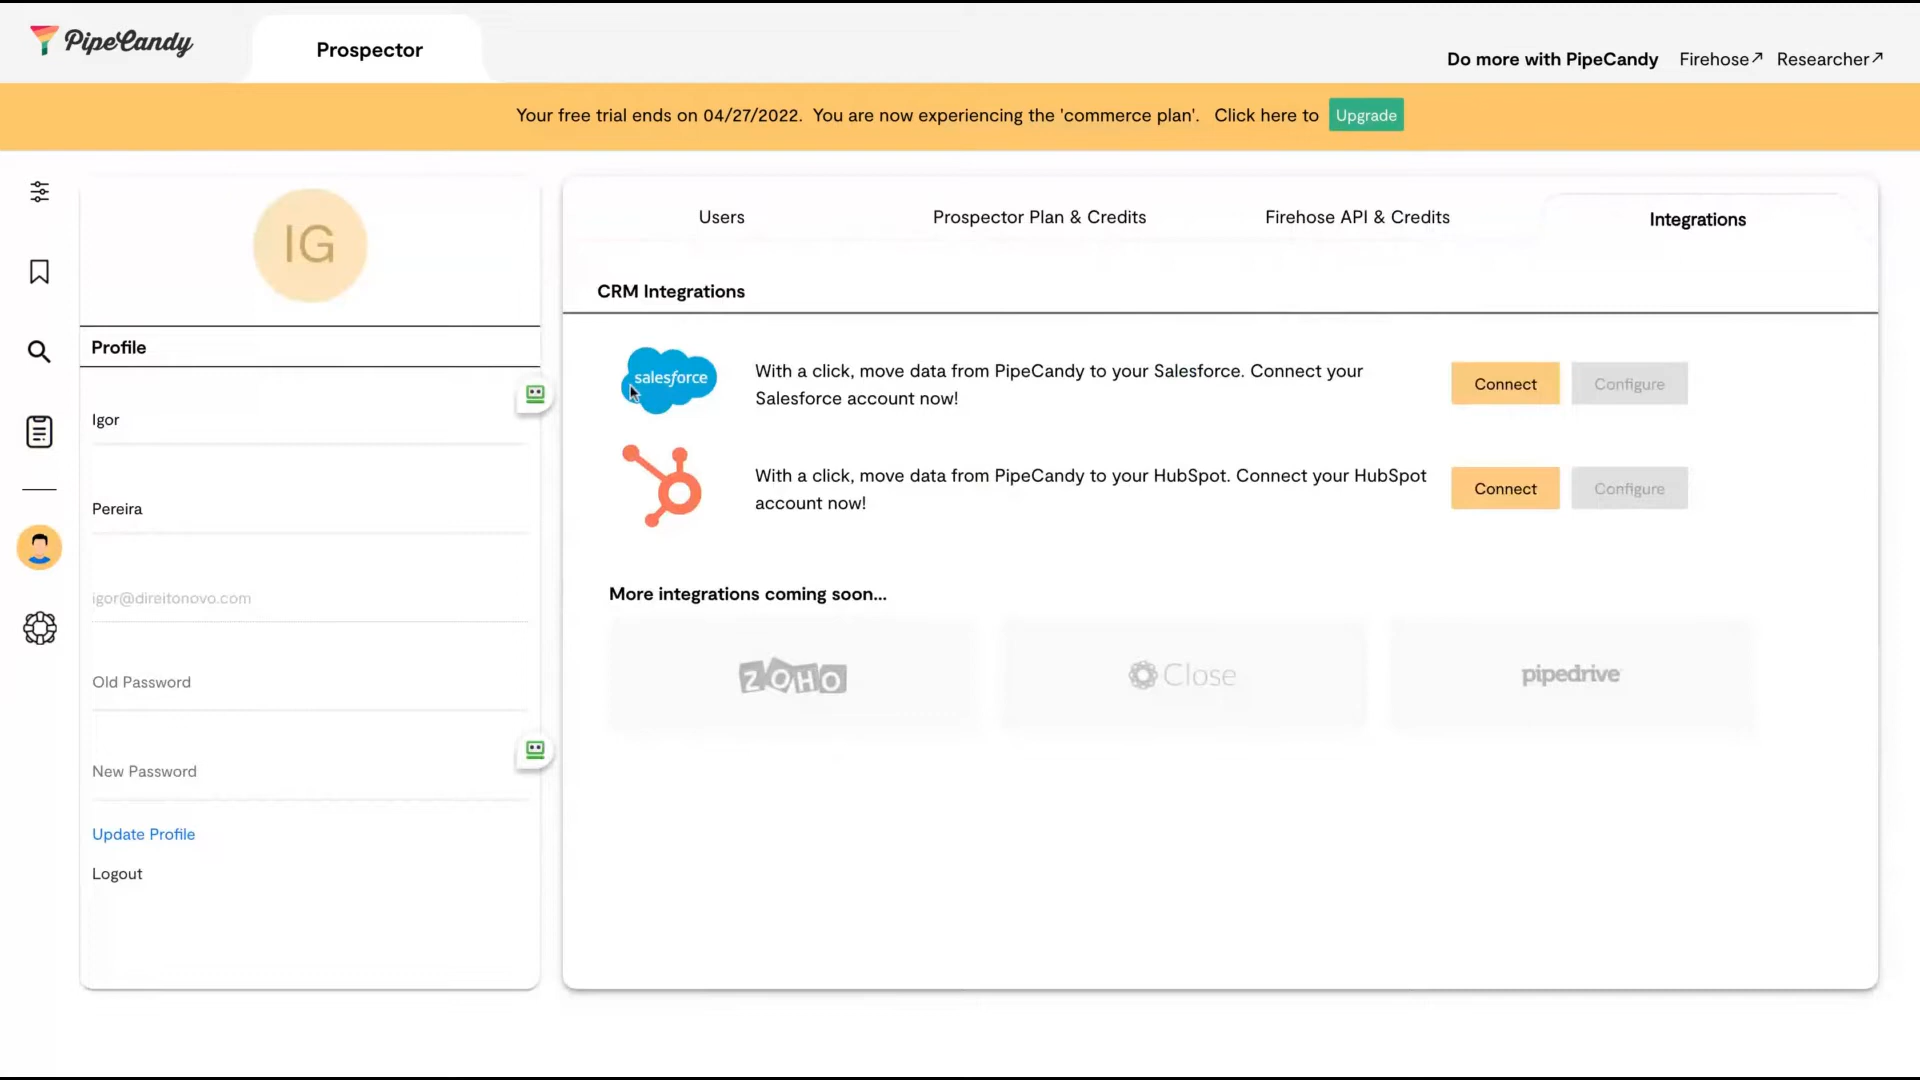 PipeCandy
Prospector
Do more with PipeCandy Firehose↗ Researcher↗
Your free trial ends on 04/27/2022. You are now experiencing the 'commerce plan'. Click here to Upgrade
IG
Profile
Igor
Pereira
igor@direitonovo.com
Old Password
New Password
Update Profile
Logout
Users Prospector Plan & Credits Firehose API & Credits Integrations
CRM Integrations
salesforce
With a click, move data from PipeCandy to your Salesforce. Connect your
Salesforce account now!
Connect Configure
With a click, move data from PipeCandy to your HubSpot. Connect your HubSpot
account now!
Connect Configure
More integrations coming soon...
ZOHO Close pipedrive